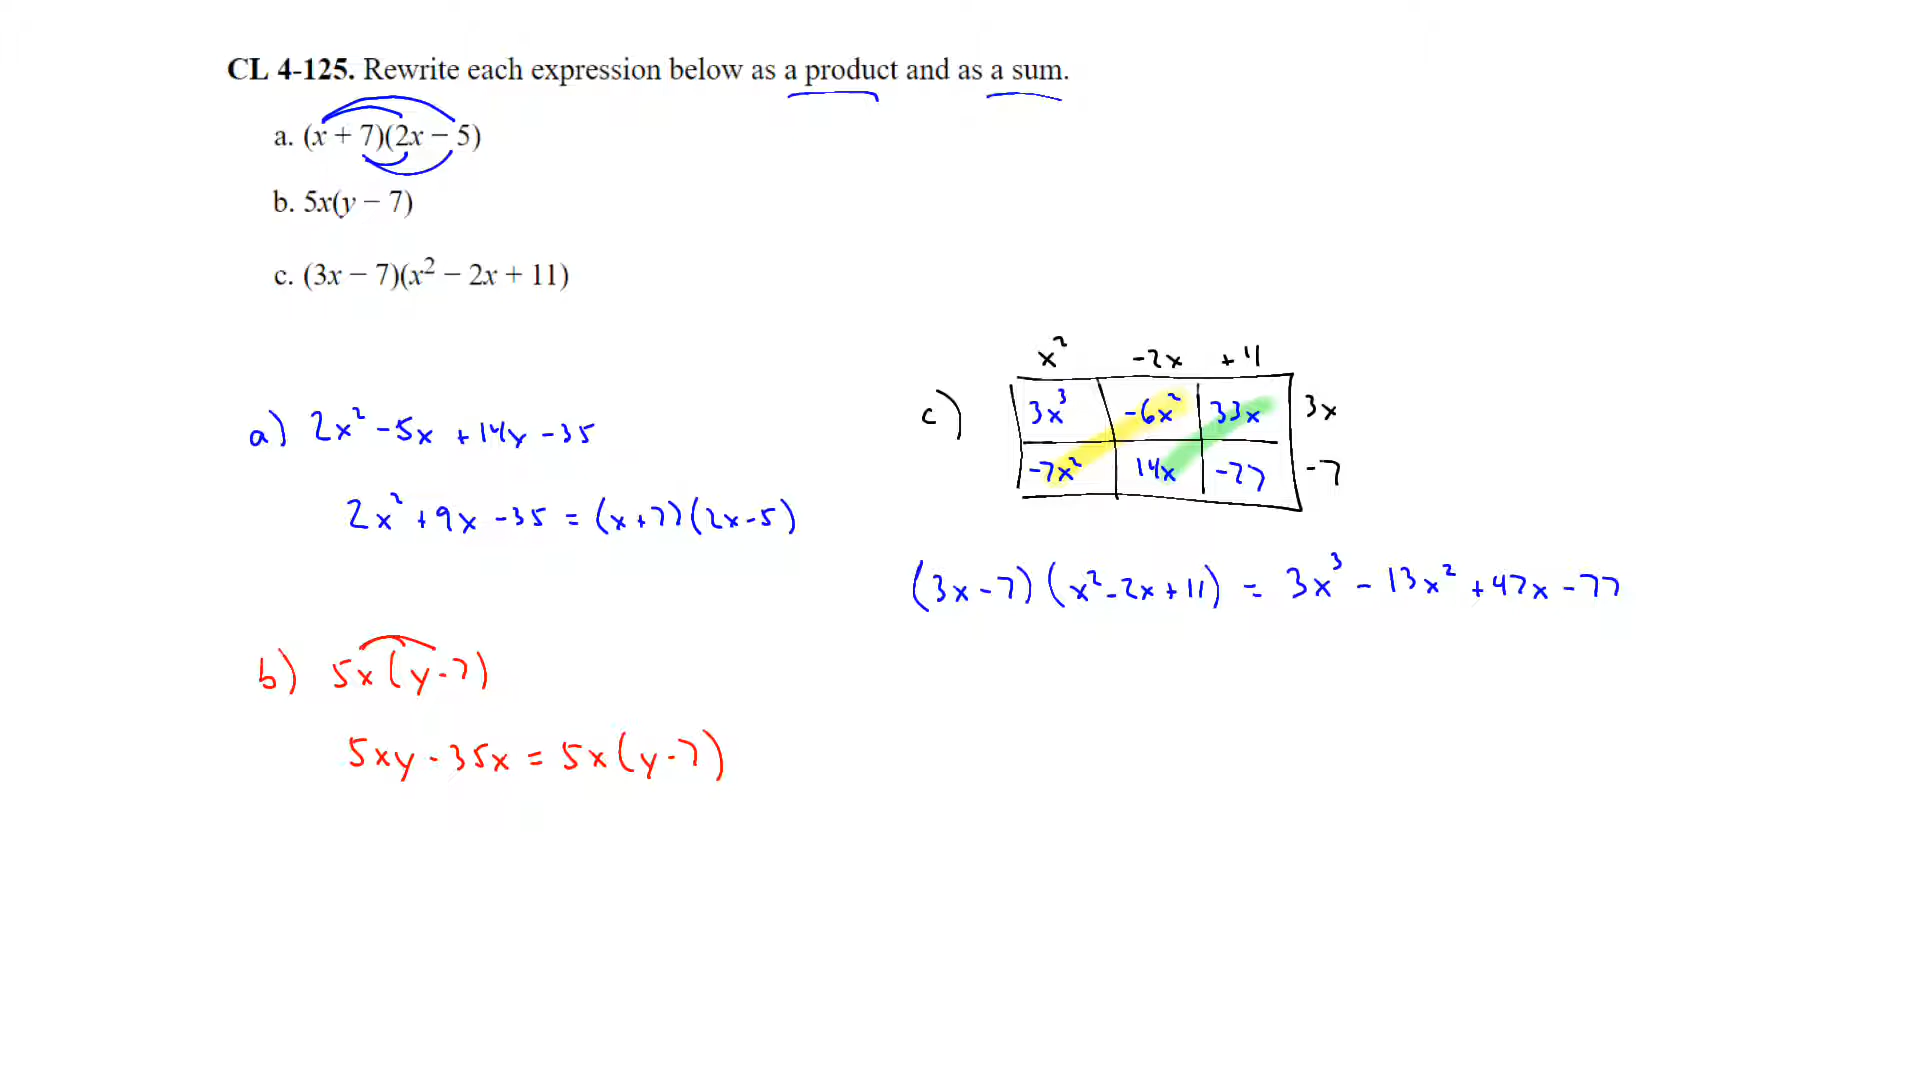 CL 4-125. Rewrite each expression below as a product and as a sum.
a. (x + 7)(2x − 5)
b. 5x(y − 7)
c. (3x − 7)(x² − 2x + 11)
a) 2x² -5x +14x -35
2x² +9x -35 = (x+7)(2x-5)
b) 5x(y-7)
5xy - 35x = 5x(y-7)
x² -2x +11
c) 3x³ -6x² 33x 3x
-7x² 14x -77 -7
(3x-7)(x²-2x+11) = 3x³ - 13x² +47x -77